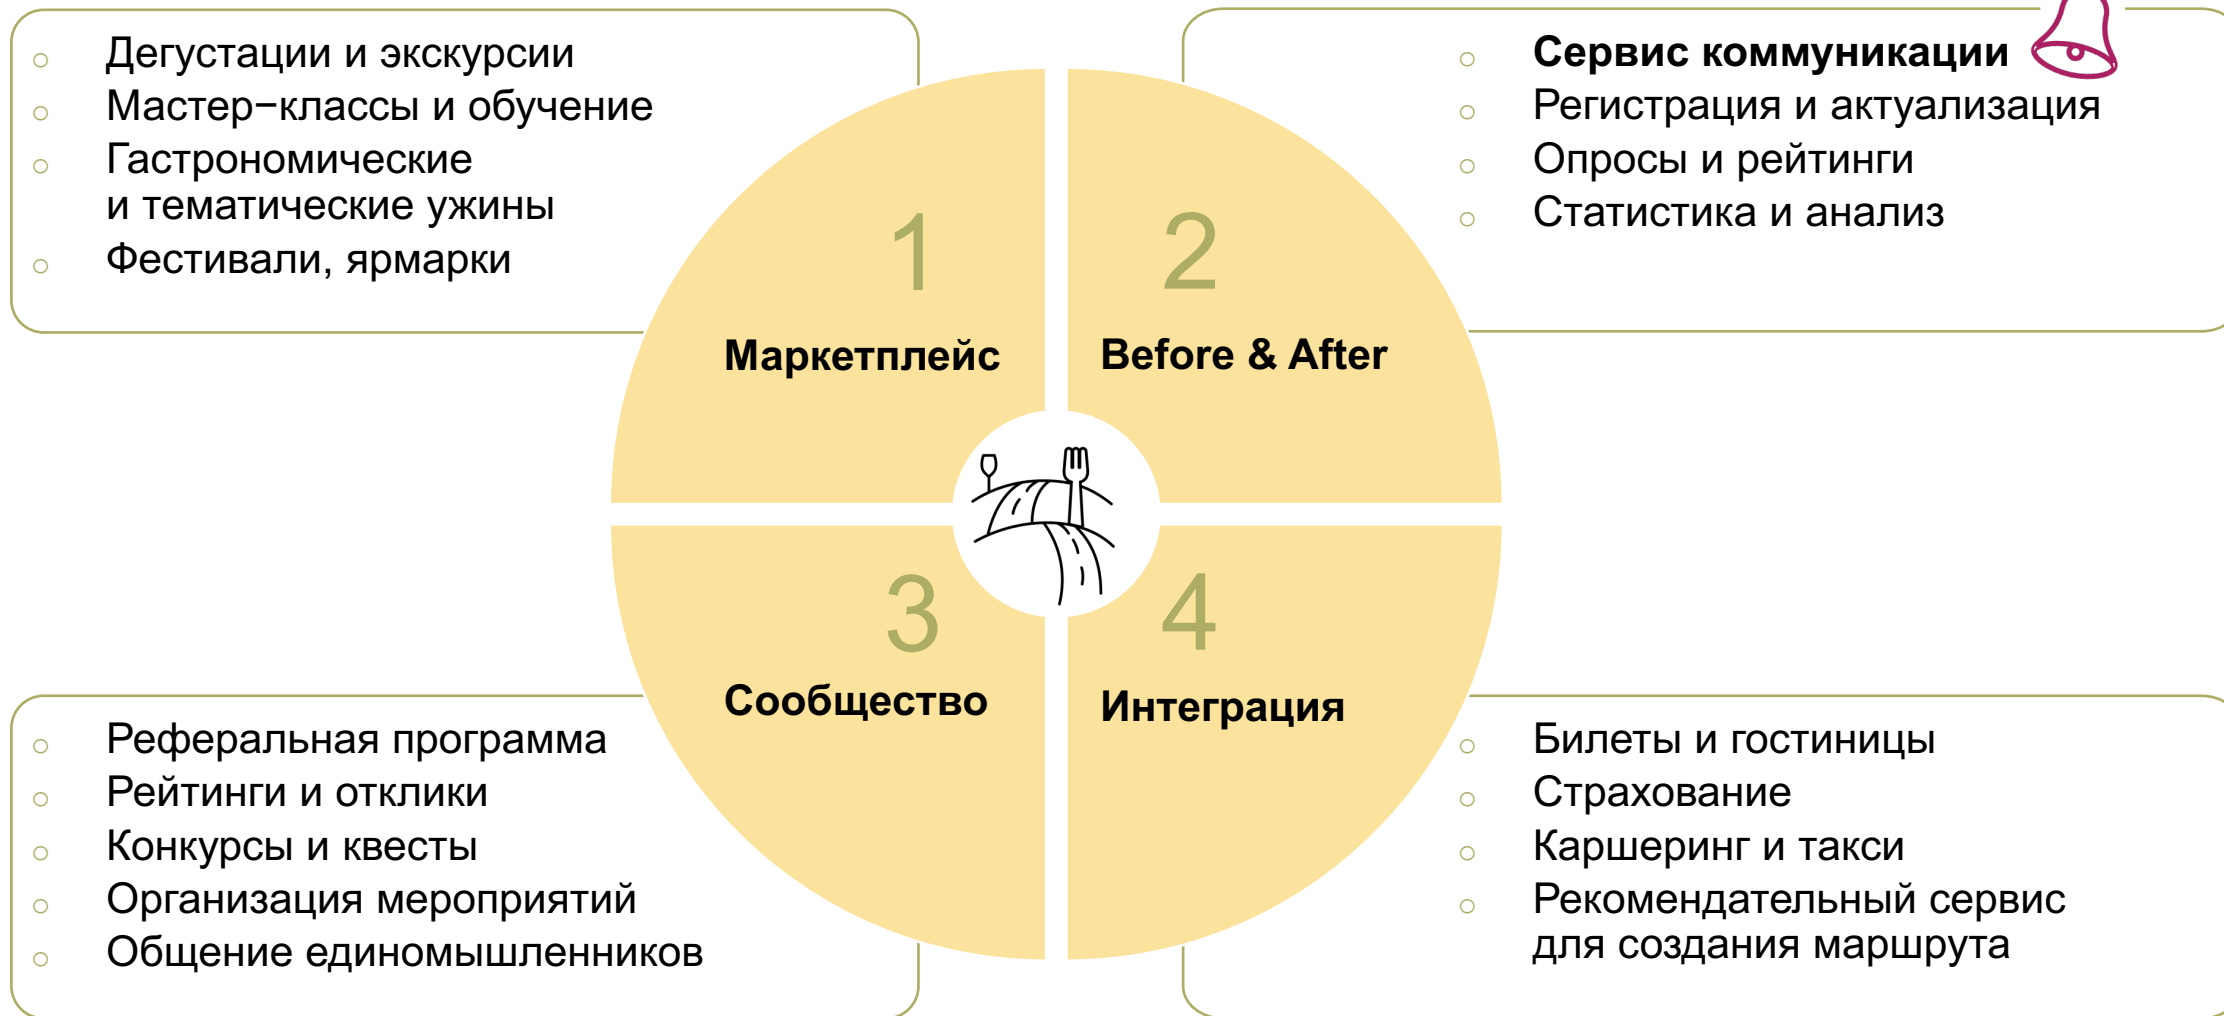 Дегустации и экскурсии
Мастер-классы и обучение
Гастрономические
и тематические ужины
Фестивали, ярмарки
1
Маркетплейс
Сервис коммуникации
Регистрация и актуализация
Опросы и рейтинги
Статистика и анализ
2
Before & After
3
Сообщество
Реферальная программа
Рейтинги и отклики
Конкурсы и квесты
Организация мероприятий
Общение единомышленников
4
Интеграция
Билеты и гостиницы
Страхование
Каршеринг и такси
Рекомендательный сервис
для создания маршрута